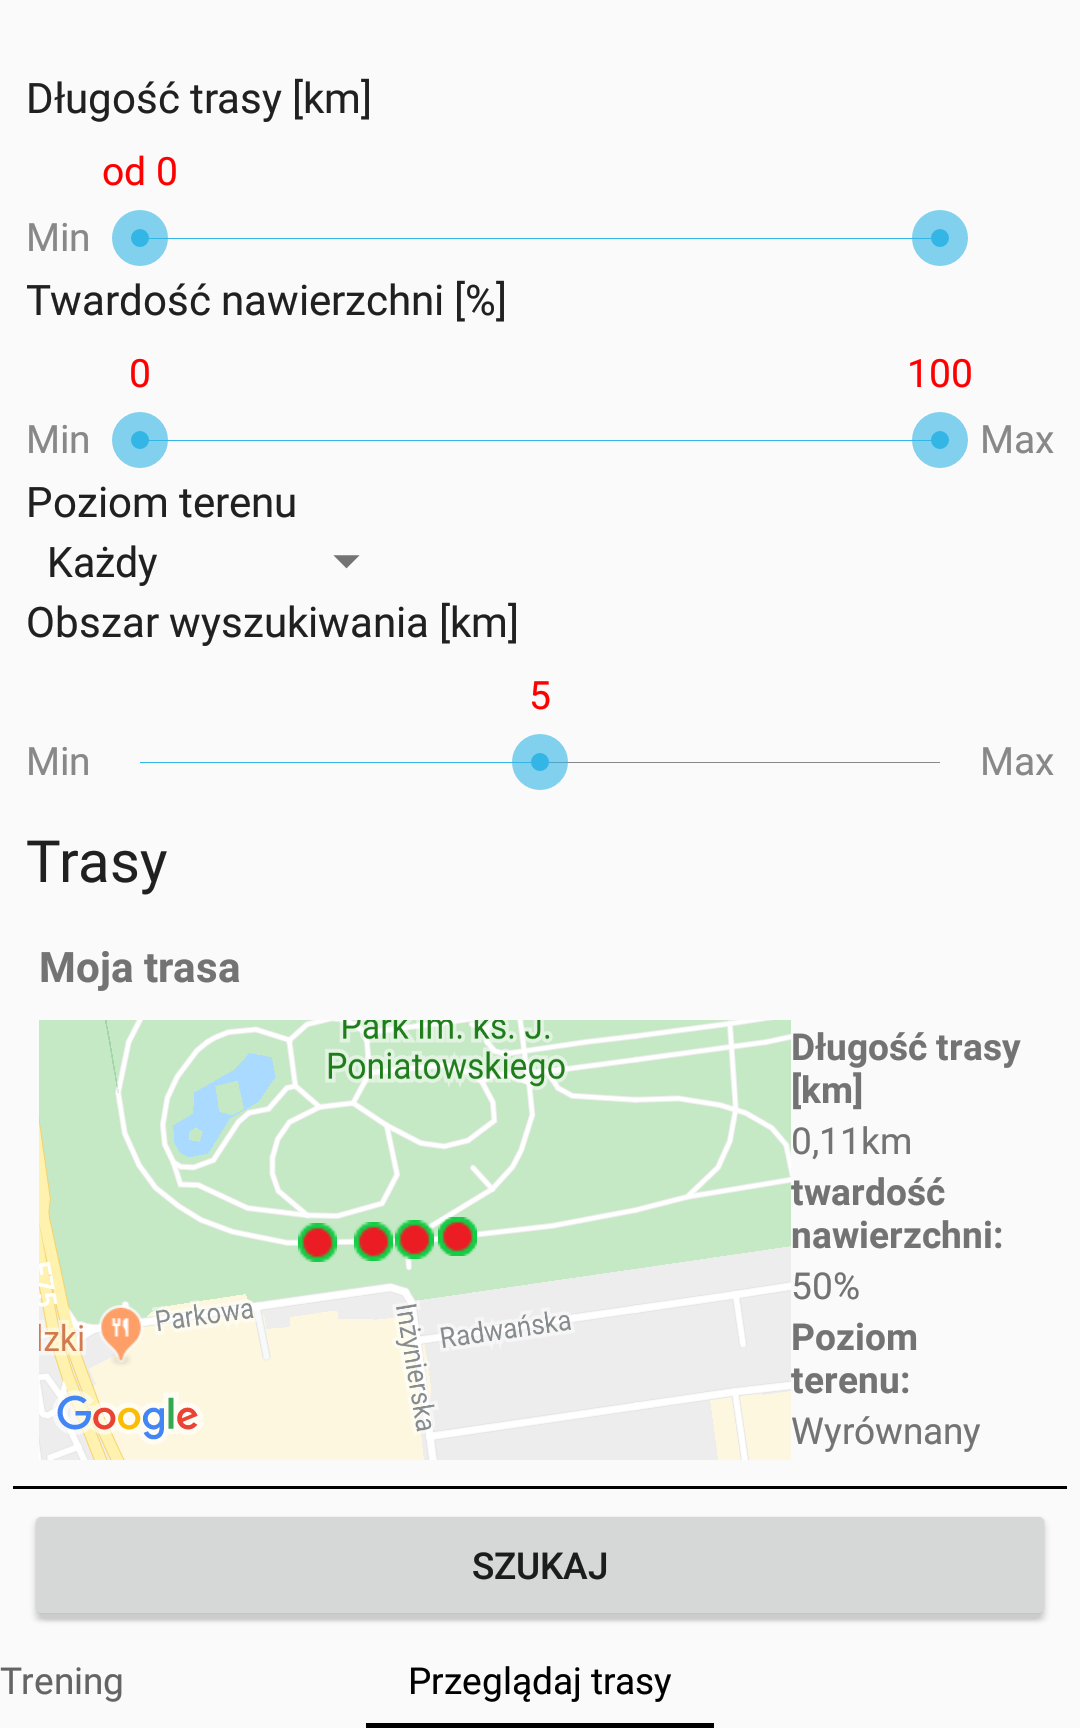 Długość trasy [km]
od 0
Min
Twardość nawierzchni [%]
0 100
Min Max
Poziom terenu
Każdy
Obszar wyszukiwania [km]
5
Min Max
Trasy
Moja trasa
Park im. ks. J.
Poniatowskiego
Długość trasy
[km]
0,11km
twardość
nawierzchni:
50%
Poziom
terenu:
Wyrównany
E75
Parkowa
Inżynierska
Radwańska
dzki
Google
SZUKAJ
Trening Przeglądaj trasy